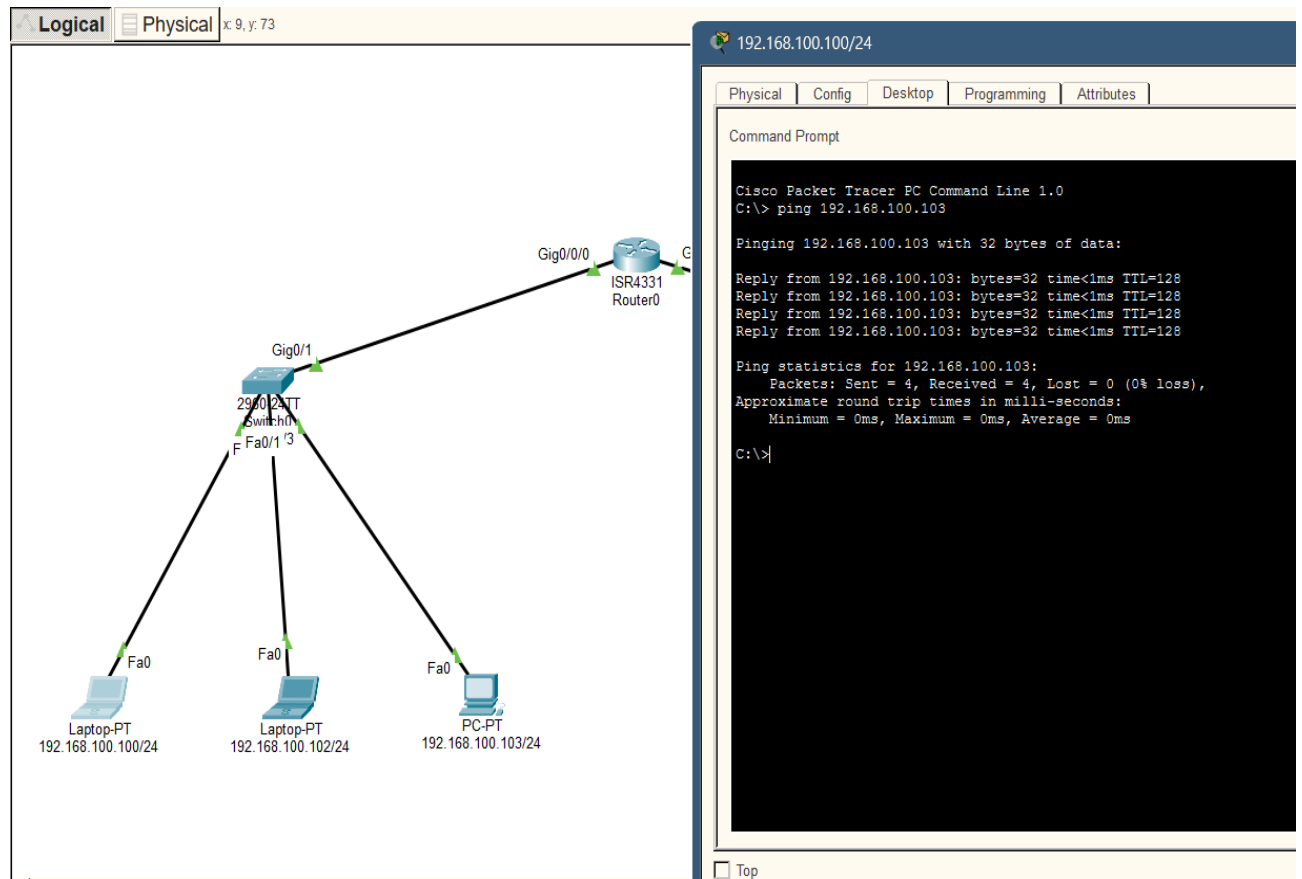 Logical
Physical
x: 9, y: 73
Gig0/0/0
G
ISR4331
Router0
Gig0/1
2960-24TT
Switch0
F
Fa0/1
/3
Fa0
Fa0
Fa0
Laptop-PT
192.168.100.100/24
Laptop-PT
192.168.100.102/24
PC-PT
192.168.100.103/24
192.168.100.100/24
Physical
Config
Desktop
Programming
Attributes
Command Prompt
Cisco Packet Tracer PC Command Line 1.0
C:\> ping 192.168.100.103
Pinging 192.168.100.103 with 32 bytes of data:
Reply from 192.168.100.103: bytes=32 time<1ms TTL=128
Reply from 192.168.100.103: bytes=32 time<1ms TTL=128
Reply from 192.168.100.103: bytes=32 time<1ms TTL=128
Reply from 192.168.100.103: bytes=32 time<1ms TTL=128
Ping statistics for 192.168.100.103:
Packets: Sent = 4, Received = 4, Lost = 0 (0% loss),
Approximate round trip times in milli-seconds:
Minimum = 0ms, Maximum = 0ms, Average = 0ms
C:\>
Top